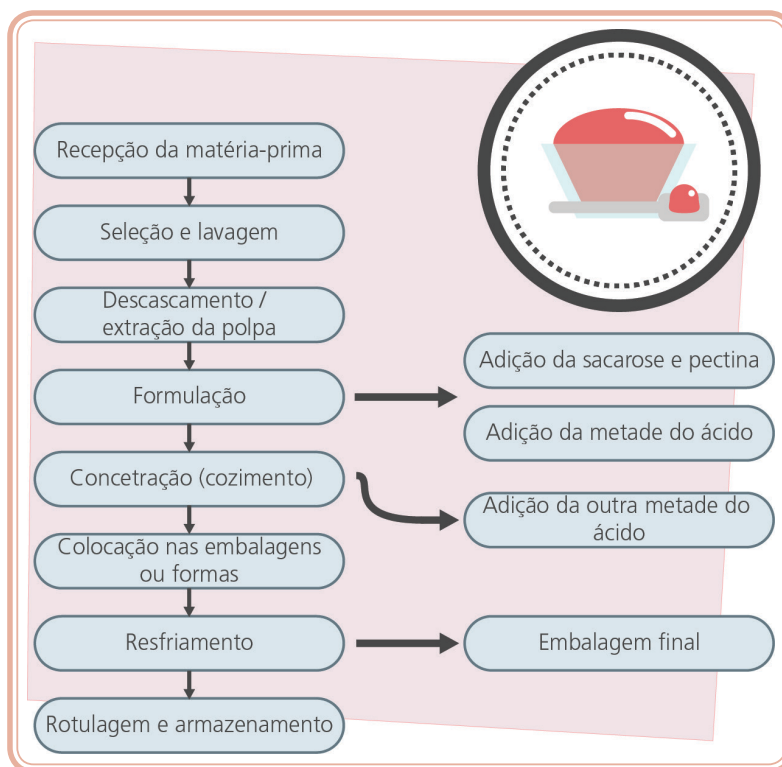 Recepção da matéria-prima
Seleção e lavagem
Descascamento /
extração da polpa
Formulação
Adição da sacarose e pectina
Adição da metade do ácido
Concetração (cozimento)
Adição da outra metade do
ácido
Colocação nas embalagens
ou formas
Resfriamento
Embalagem final
Rotulagem e armazenamento